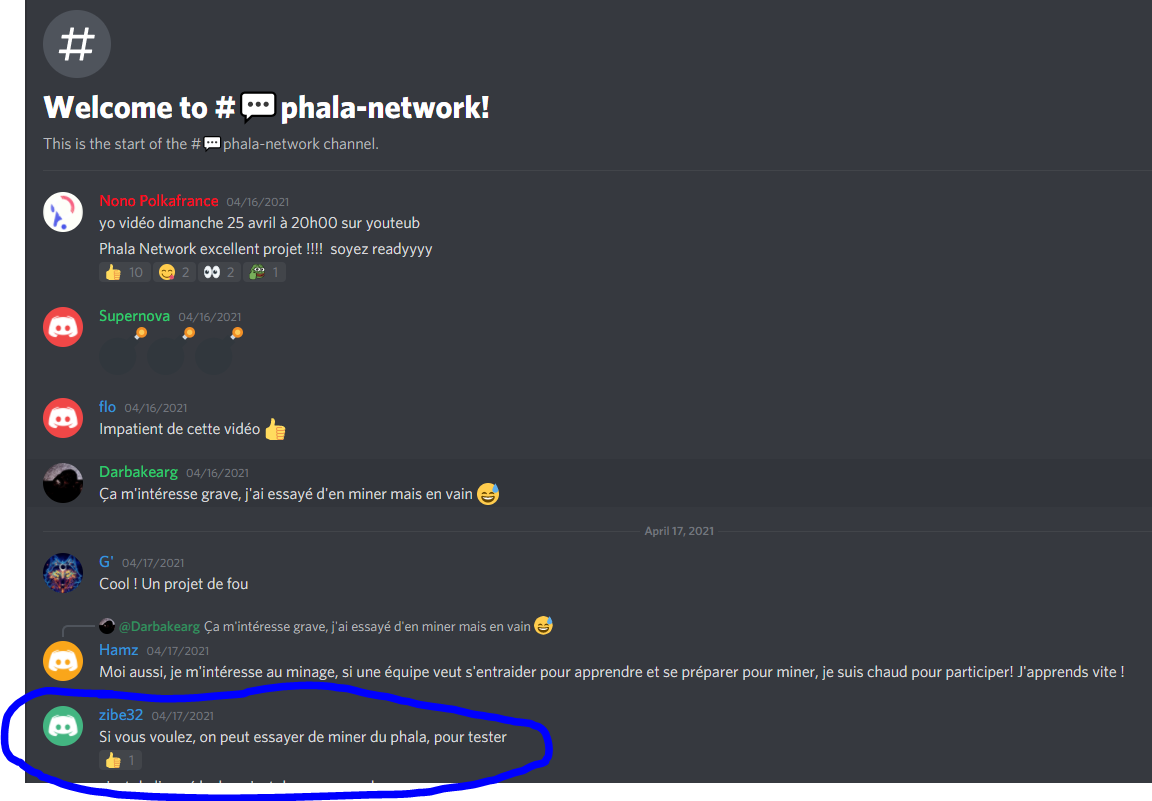 Welcome to # 💬 phala-network!
This is the start of the # 💬 phala-network channel.
Nono Polkafrance 04/16/2021
yo vidéo dimanche 25 avril à 20h00 sur youteub
Phala Network excellent projet !!!! soyez readyyyy
👍 10 😋 2 👀 2 1
Supernova 04/16/2021
flo 04/16/2021
Impatient de cette vidéo 👍
Darbakearg 04/16/2021
Ça m'intéresse grave, j'ai essayé d'en miner mais en vain 😅
April 17, 2021
G' 04/17/2021
Cool ! Un projet de fou
@Darbakearg Ça m'intéresse grave, j'ai essayé d'en miner mais en vain 😅
Hamz 04/17/2021
Moi aussi, je m'intéresse au minage, si une équipe veut s'entraider pour apprendre et se préparer pour miner, je suis chaud pour participer! J'apprends vite !
zibe32 04/17/2021
Si vous voulez, on peut essayer de miner du phala, pour tester
👍 1